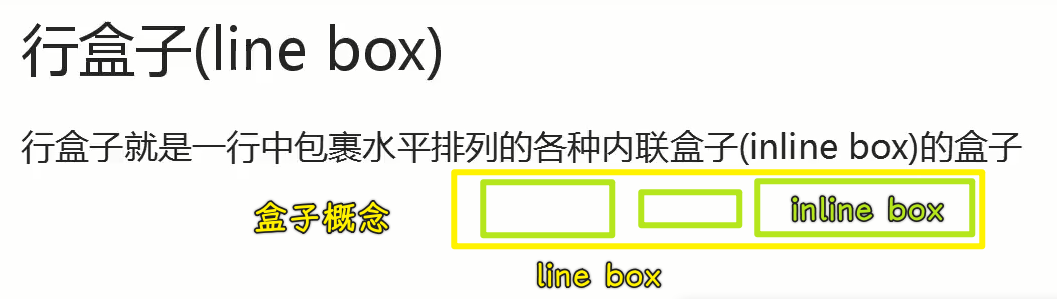 行盒子(line box)
行盒子就是一行中包裹水平排列的各种内联盒子(inline box)的盒子
盒子概念
inline box
line box